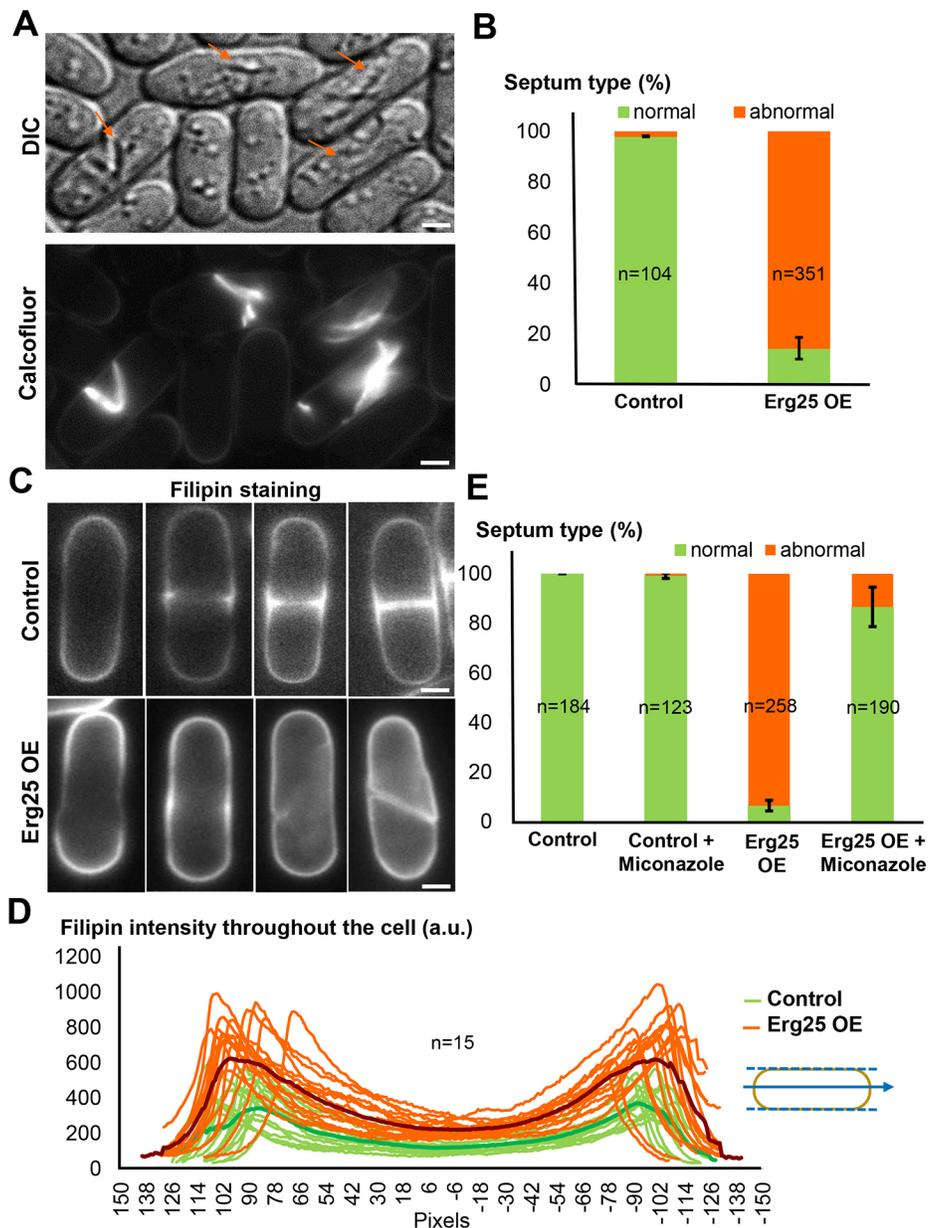 A
DIC
Calcofluor
B
Septum type (%)
normal abnormal
100
80
60
40
20
0
n=104
n=351
Control Erg25 OE
C
Filipin staining
Control
Erg25 OE
E
Septum type (%)
normal abnormal
100
80
60
40
20
0
n=184
n=123
n=258
n=190
Control
Control +
Miconazole
Erg25
OE
Erg25 OE +
Miconazole
D
Filipin intensity throughout the cell (a.u.)
1200
1000
800
600
400
200
0
n=15
Control
Erg25 OE
150 138 126 114 102 90 78 66 54 42 30 18 6 -6 -18 -30 -42 -54 -66 -78 -90 -102 -114 -126 -138 -150
Pixels